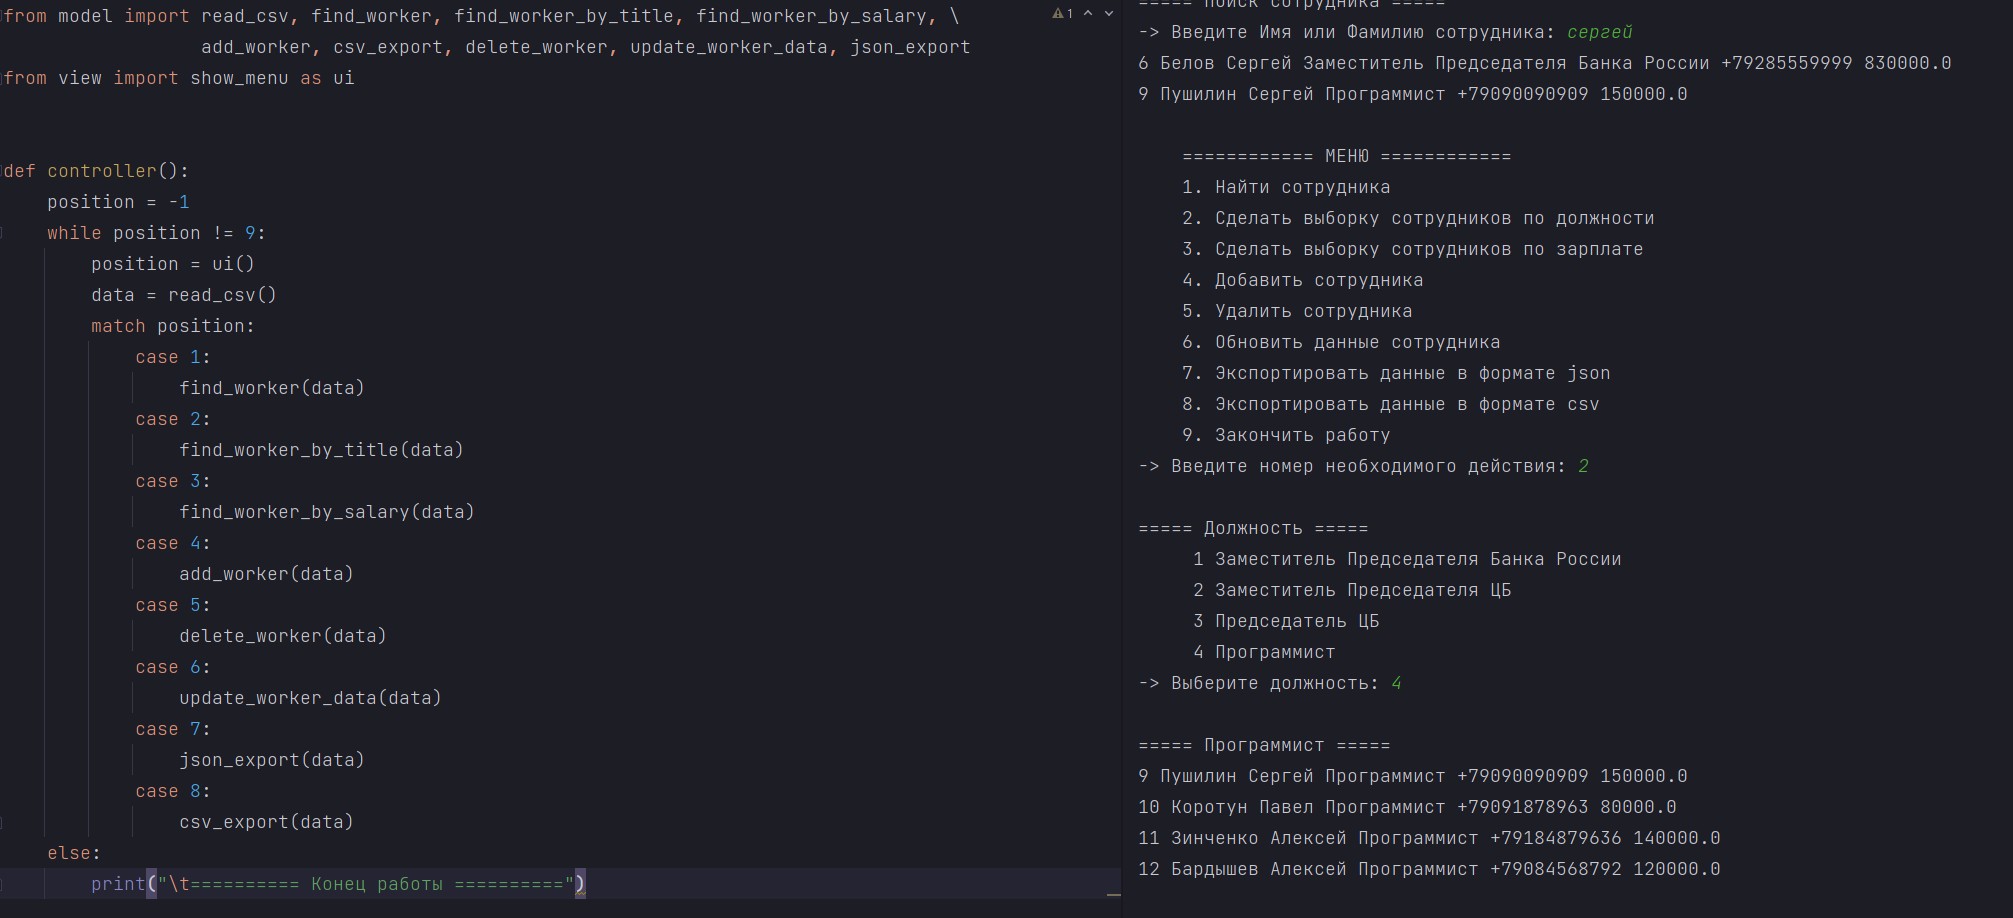 from model import read_csv, find_worker, find_worker_by_title, find_worker_by_salary, \
add_worker, csv_export, delete_worker, update_worker_data, json_export
from view import show_menu as ui
def controller():
position = -1
while position != 9:
position = ui()
data = read_csv()
match position:
case 1:
find_worker(data)
case 2:
find_worker_by_title(data)
case 3:
find_worker_by_salary(data)
case 4:
add_worker(data)
case 5:
delete_worker(data)
case 6:
update_worker_data(data)
case 7:
json_export(data)
case 8:
csv_export(data)
else:
print("\t========== Конец работы ==========")
1
===== Поиск сотрудника =====
-> Введите Имя или Фамилию сотрудника: сергей
6 Белов Сергей Заместитель Председателя Банка России +79285559999 830000.0
9 Пушилин Сергей Программист +79090090909 150000.0
============ МЕНЮ ============
1. Найти сотрудника
2. Сделать выборку сотрудников по должности
3. Сделать выборку сотрудников по зарплате
4. Добавить сотрудника
5. Удалить сотрудника
6. Обновить данные сотрудника
7. Экспортировать данные в формате json
8. Экспортировать данные в формате csv
9. Закончить работу
-> Введите номер необходимого действия: 2
===== Должность =====
1 Заместитель Председателя Банка России
2 Заместитель Председателя ЦБ
3 Председатель ЦБ
4 Программист
-> Выберите должность: 4
===== Программист =====
9 Пушилин Сергей Программист +79090090909 150000.0
10 Коротун Павел Программист +79091878963 80000.0
11 Зинченко Алексей Программист +79184879636 140000.0
12 Бардышев Алексей Программист +79084568792 120000.0